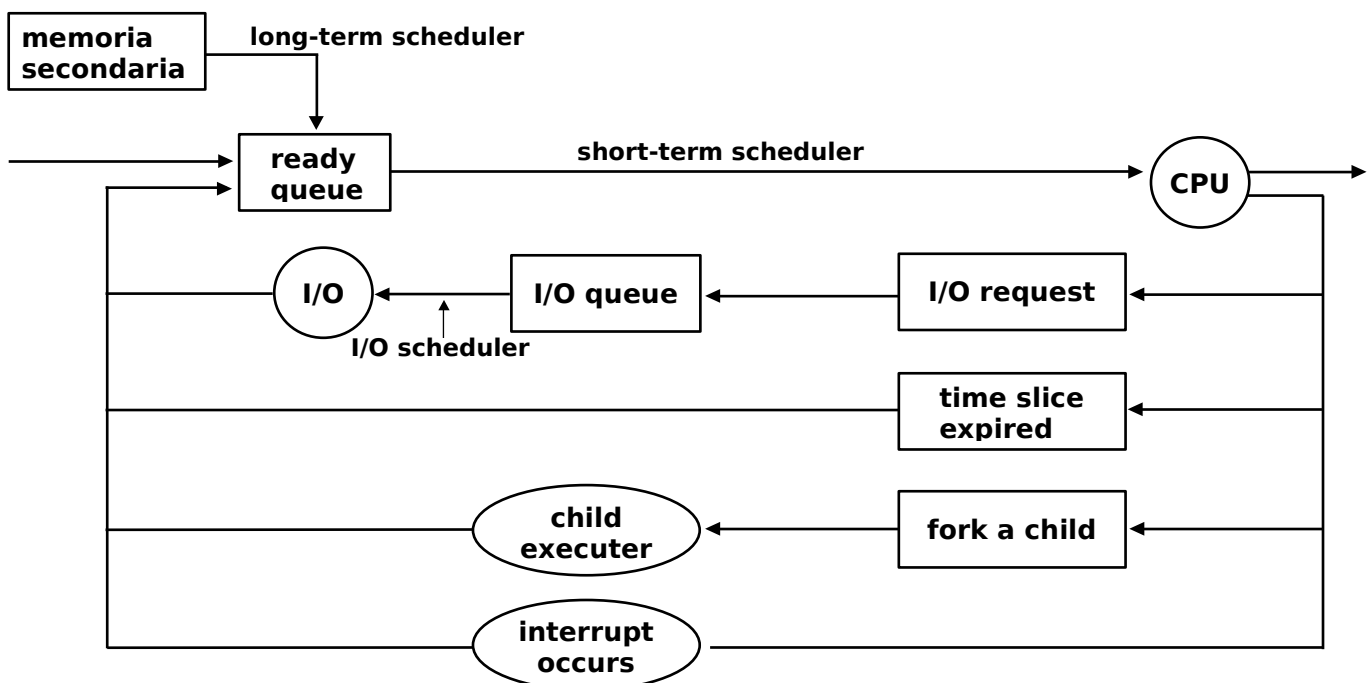 memoria
secondaria
long-term scheduler
ready
queue
short-term scheduler
CPU
I/O
I/O queue
I/O request
I/O scheduler
time slice
expired
child
executer
fork a child
interrupt
occurs